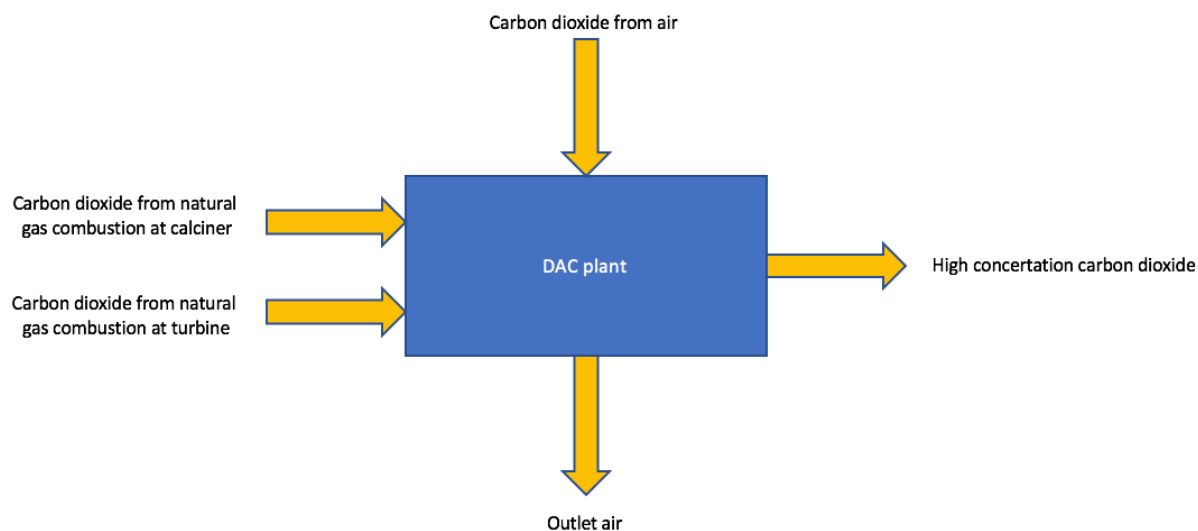 Carbon dioxide from air
Carbon dioxide from natural
gas combustion at calciner
DAC plant
High concertation carbon dioxide
Carbon dioxide from natural
gas combustion at turbine
Outlet air